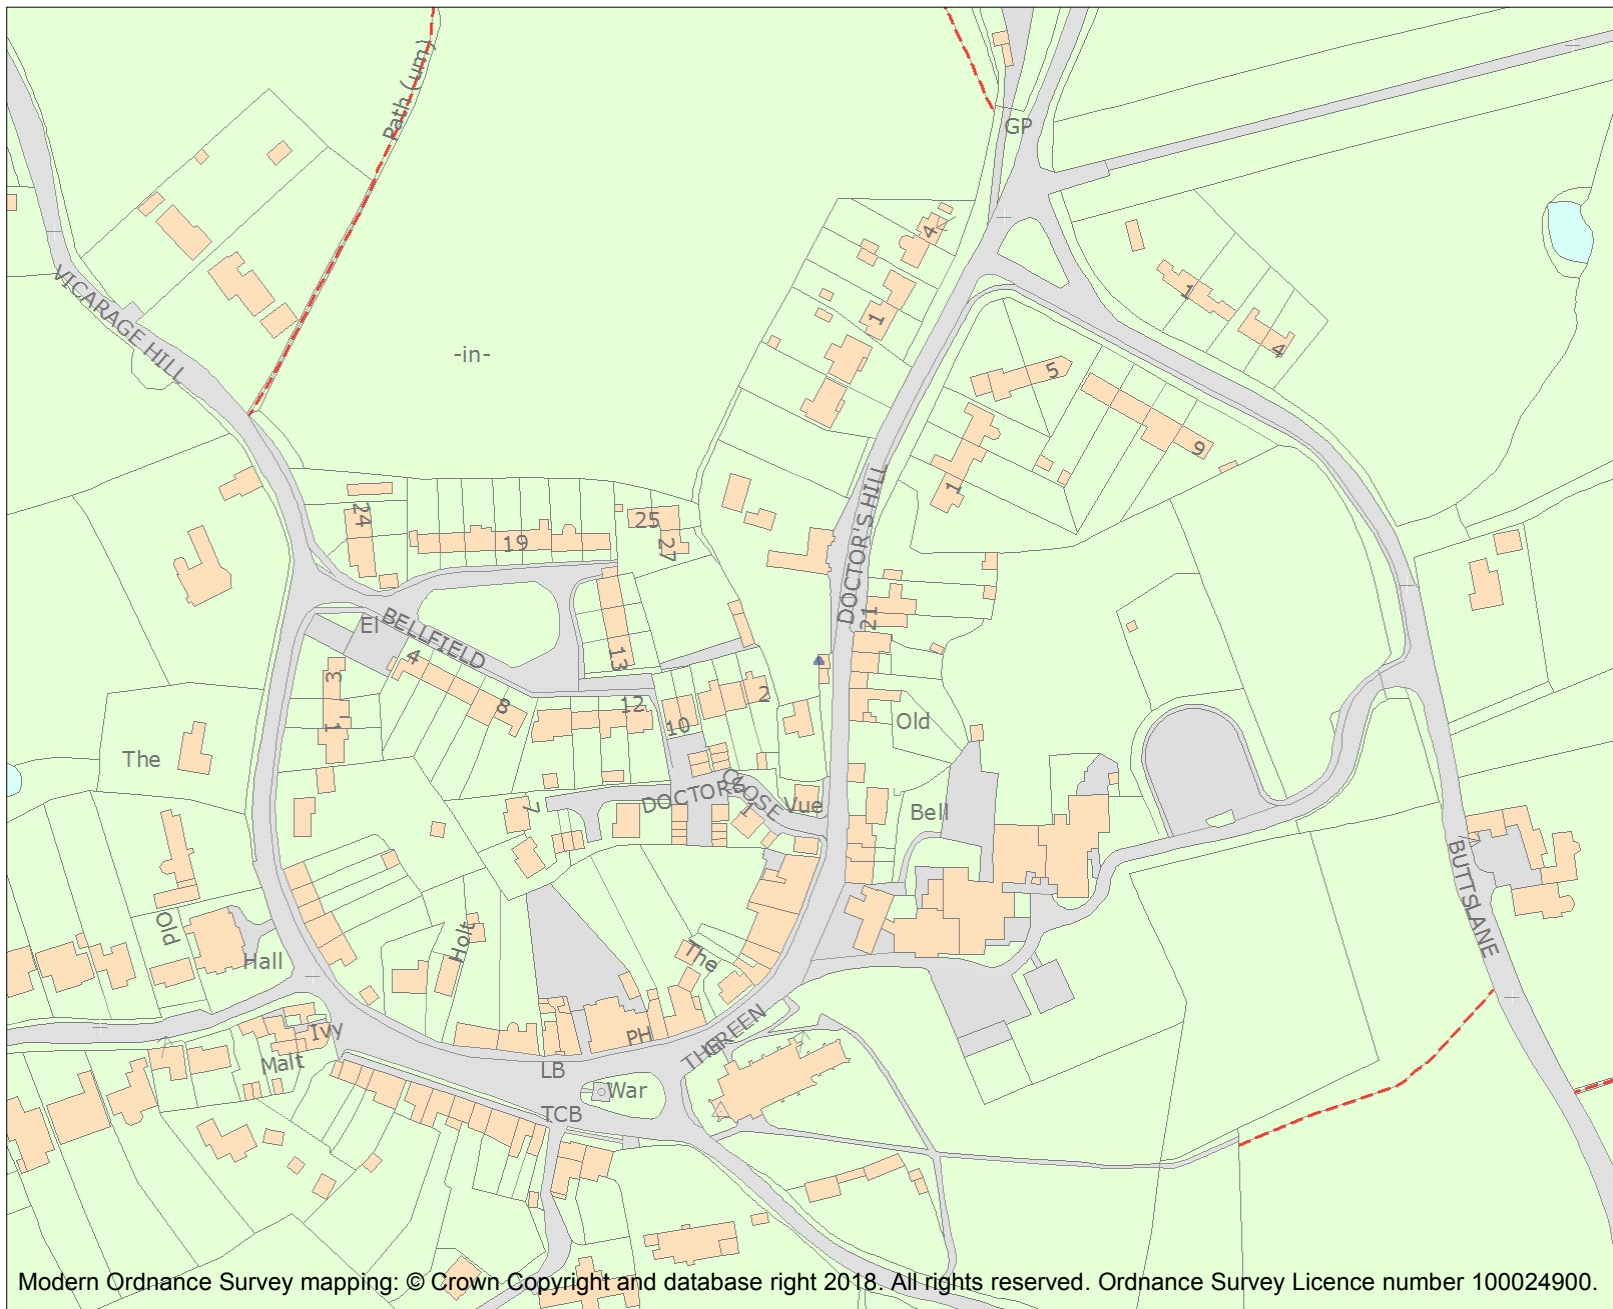 Path (um)
GP
4
1
VICARAGE HILL
-in-
1
4
5
9
1
DOCTOR'S HILL
24
19
25
27
21
El
BELLFIELD
4
3
1
8
13
12
10
2
Old
The
DOCTORS CLOSE
7
1
Vue
Bell
BUTTS LANE
Old
Hall
Holt
The
Ivy
Malt
PH
THE GREEN
LB
War
TCB
Modern Ordnance Survey mapping: © Crown Copyright and database right 2018. All rights reserved. Ordnance Survey Licence number 100024900.